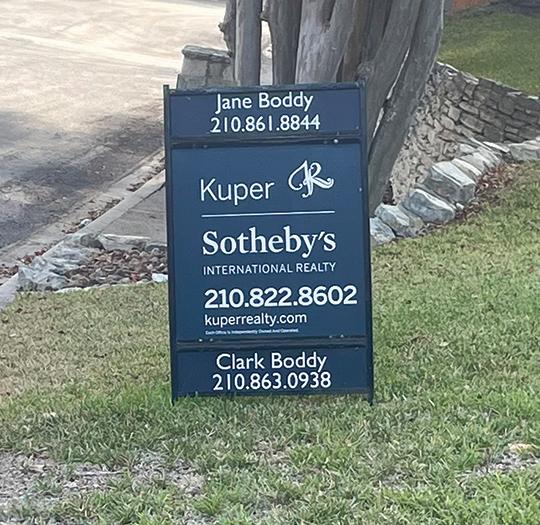 Jane Boddy
210.861.8844
Kuper
Sotheby's
INTERNATIONAL REALTY
210.822.8602
kuperrealty.com
Each Office Is Independently Owned And Operated.
Clark Boddy
210.863.0938